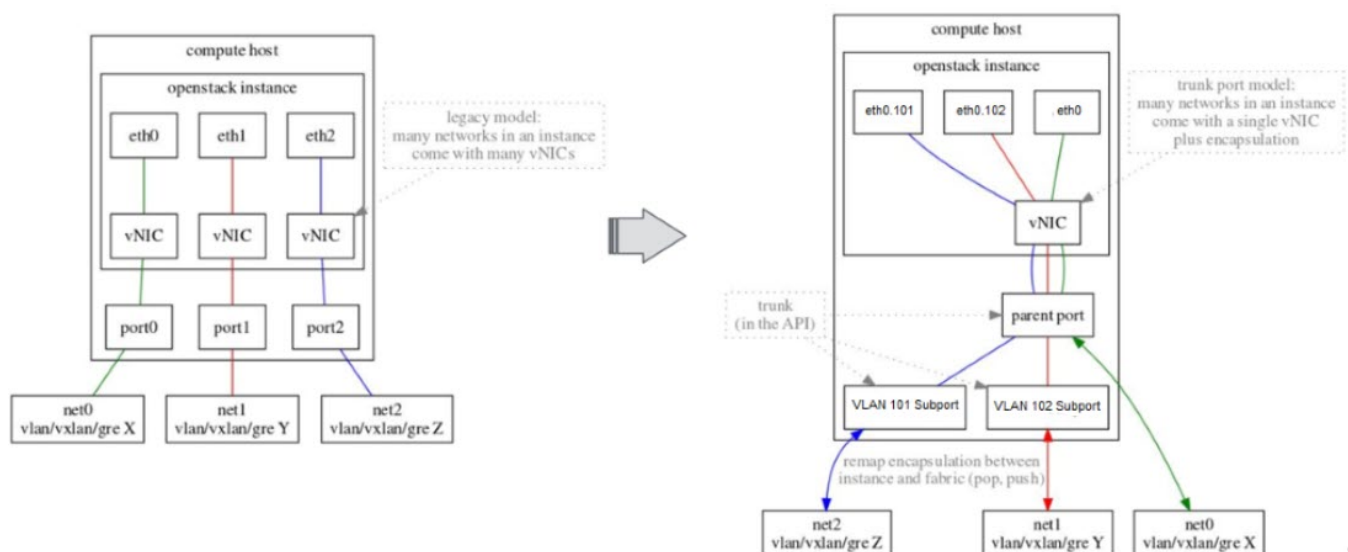 compute host
openstack instance
eth0
eth1
eth2
legacy model:
many networks in an instance
come with many vNICs
vNIC
vNIC
vNIC
port0
port1
port2
net0
vlan/vxlan/gre X
net1
vlan/vxlan/gre Y
net2
vlan/vxlan/gre Z
compute host
openstack instance
eth0.101
eth0.102
eth0
trunk port model:
many networks in an instance
come with a single vNIC
plus encapsulation
vNIC
trunk
(in the API)
parent port
VLAN 101 Subport
VLAN 102 Subport
remap encapsulation between
instance and fabric (pop, push)
net2
vlan/vxlan/gre Z
net1
vlan/vxlan/gre Y
net0
vlan/vxlan/gre X